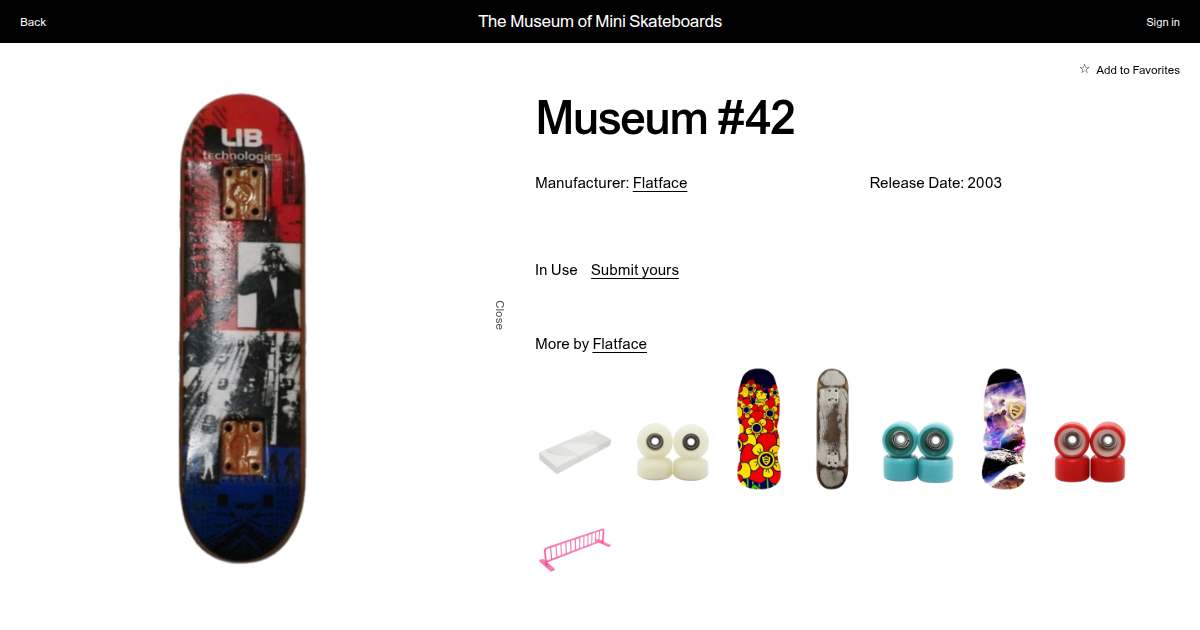 Back
The Museum of Mini Skateboards
Sign in
☆ Add to Favorites
LIB
technologies
Museum #42
Manufacturer: Flatface
Release Date: 2003
In Use Submit yours
Close
More by Flatface